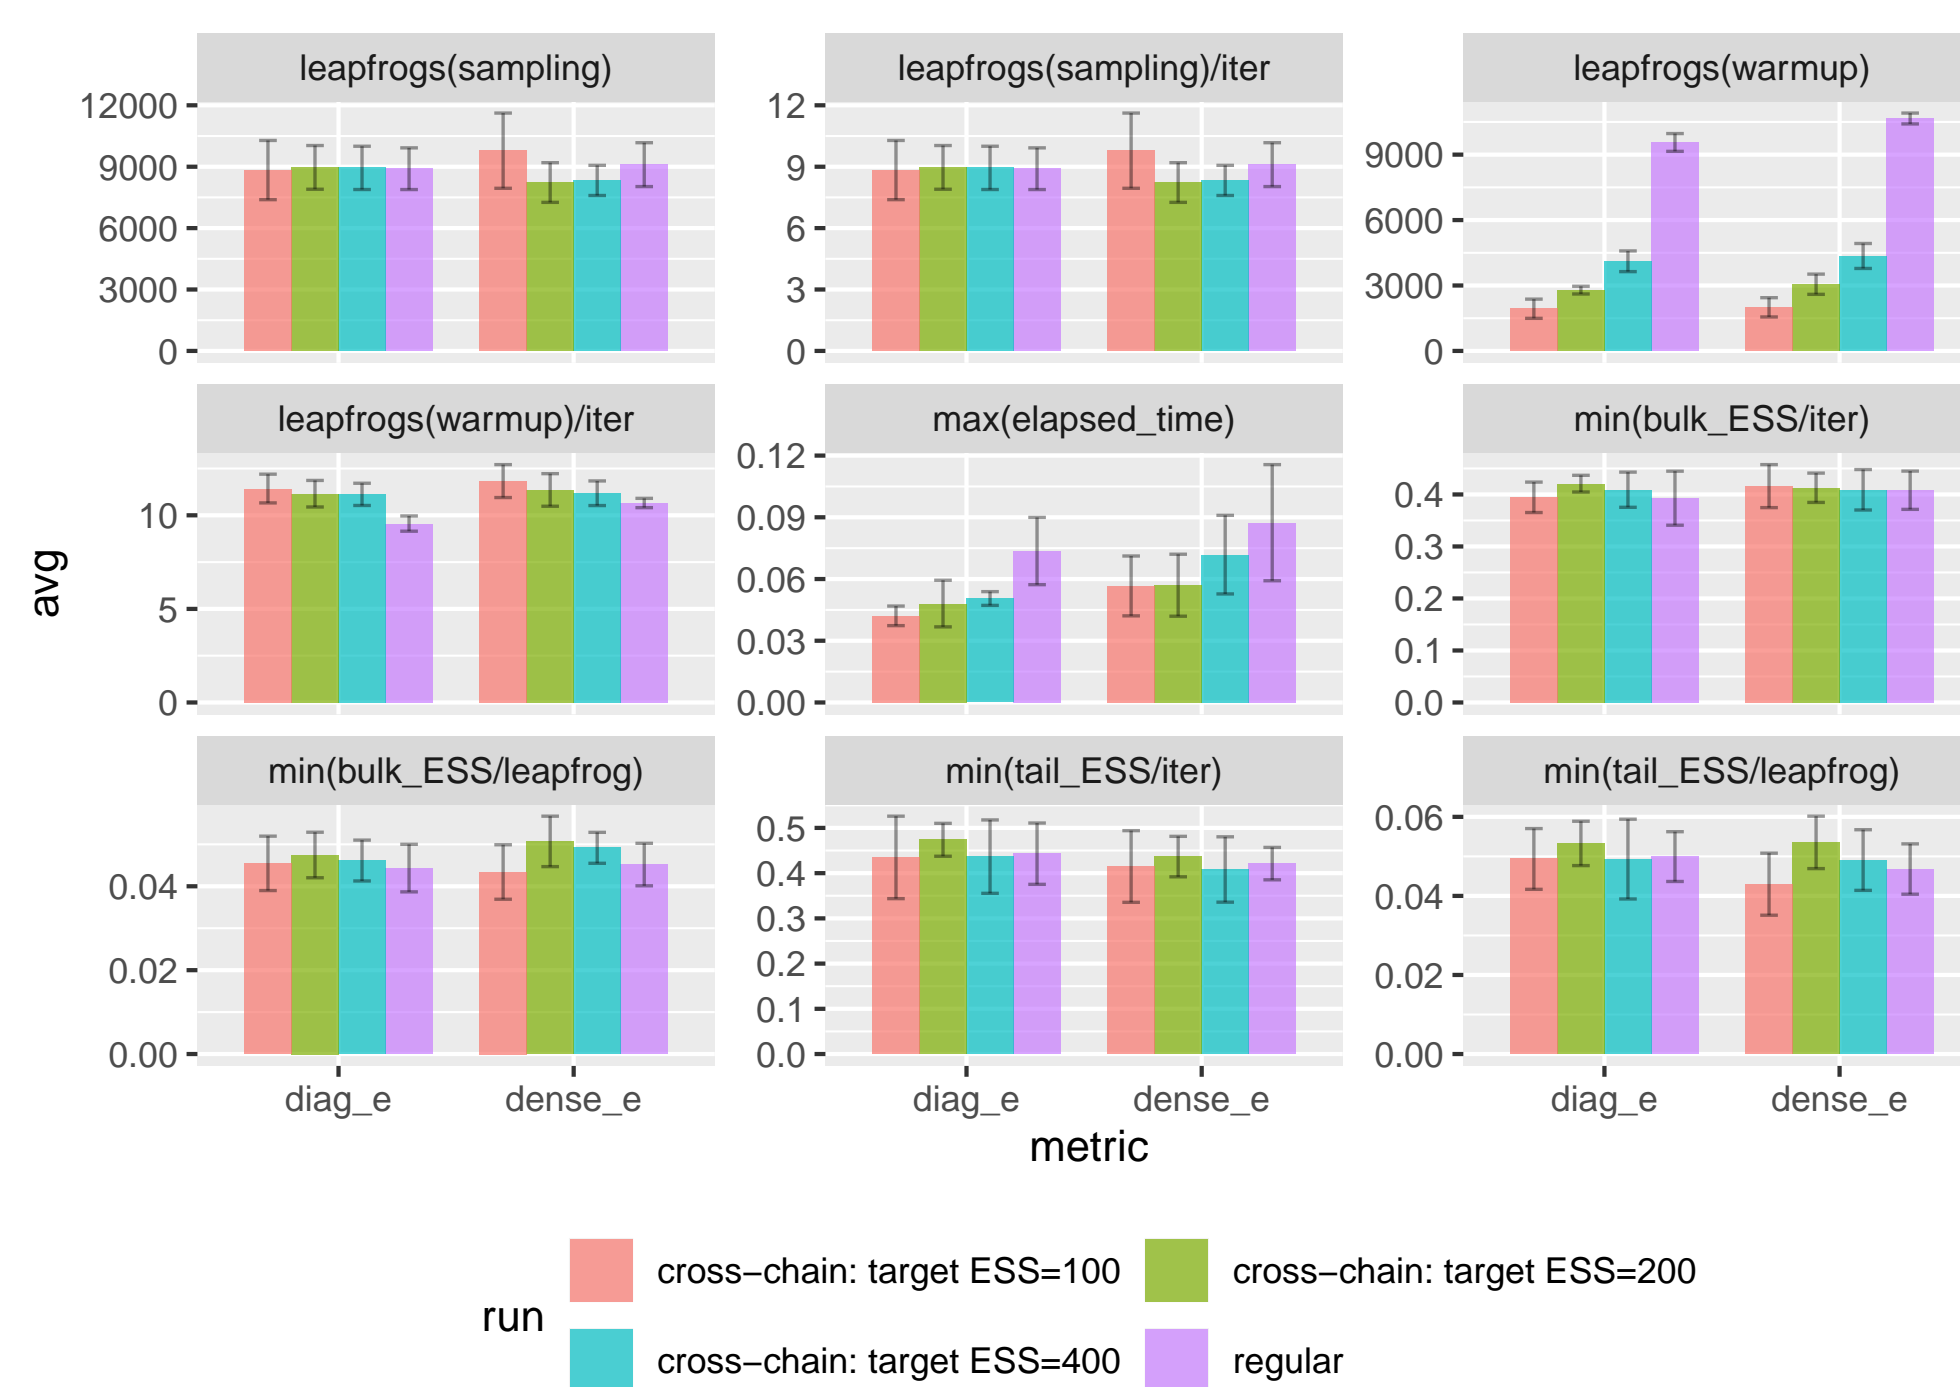 leapfrogs(sampling)
leapfrogs(sampling)/iter
leapfrogs(warmup)
12000
9000
6000
3000
0
12
9
6
3
0
9000
6000
3000
0
leapfrogs(warmup)/iter
max(elapsed_time)
min(bulk_ESS/iter)
10
5
0
0.12
0.09
0.06
0.03
0.00
0.4
0.3
0.2
0.1
0.0
avg
min(bulk_ESS/leapfrog)
min(tail_ESS/iter)
min(tail_ESS/leapfrog)
0.04
0.02
0.00
0.5
0.4
0.3
0.2
0.1
0.0
0.06
0.04
0.02
0.00
diag_e dense_e
diag_e dense_e
diag_e dense_e
metric
run
cross−chain: target ESS=100
cross−chain: target ESS=200
cross−chain: target ESS=400
regular